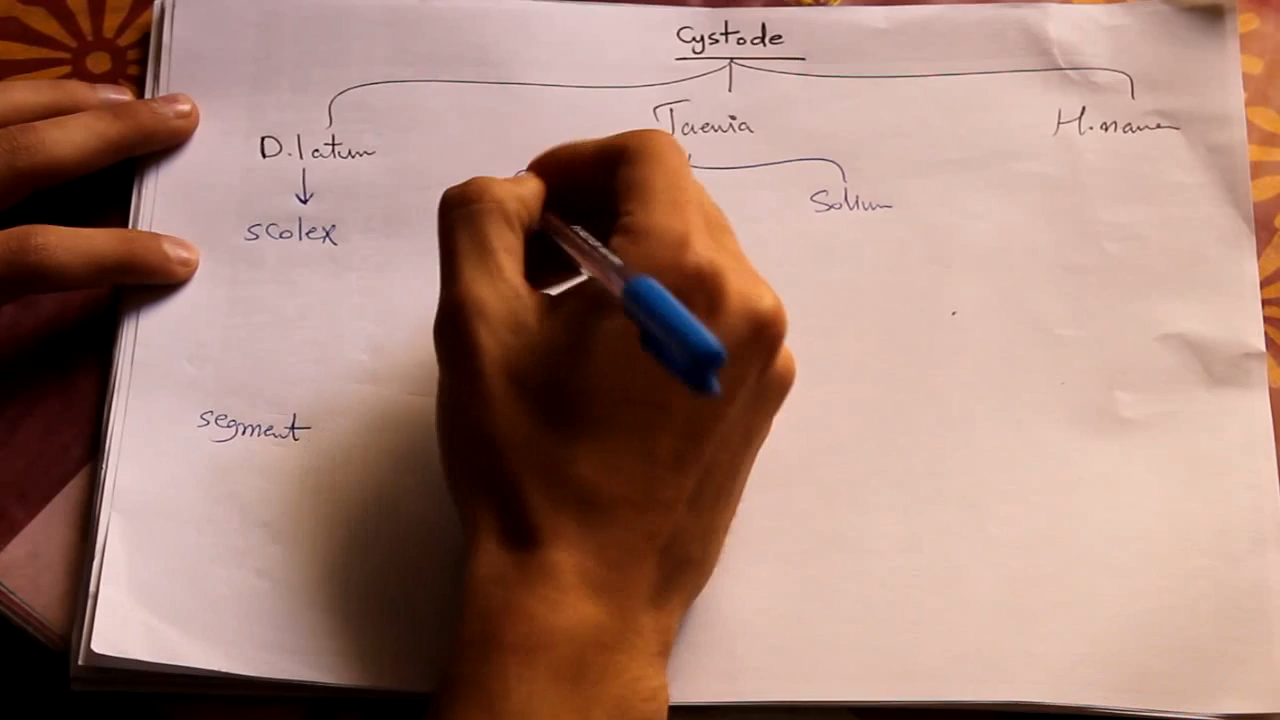 Cystode
D.latum
Taenia
H.nana
Solium
scolex
segment